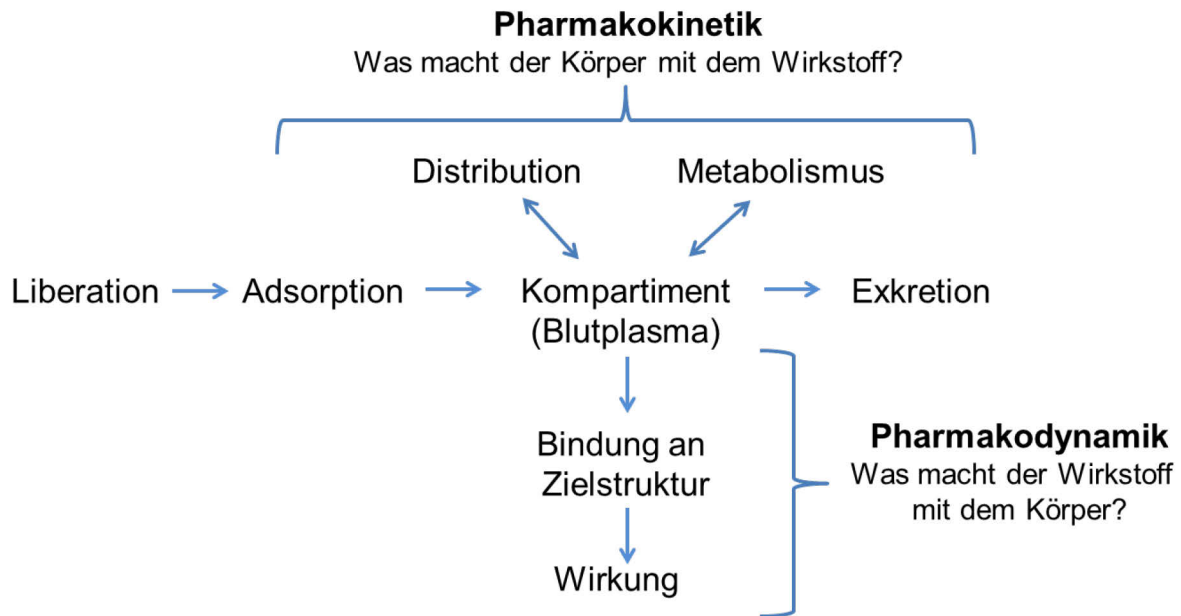 Pharmakokinetik
Was macht der Körper mit dem Wirkstoff?
Distribution
Metabolismus
Liberation
Adsorption
Kompartiment
(Blutplasma)
Exkretion
Bindung an
Zielstruktur
Wirkung
Pharmakodynamik
Was macht der Wirkstoff
mit dem Körper?